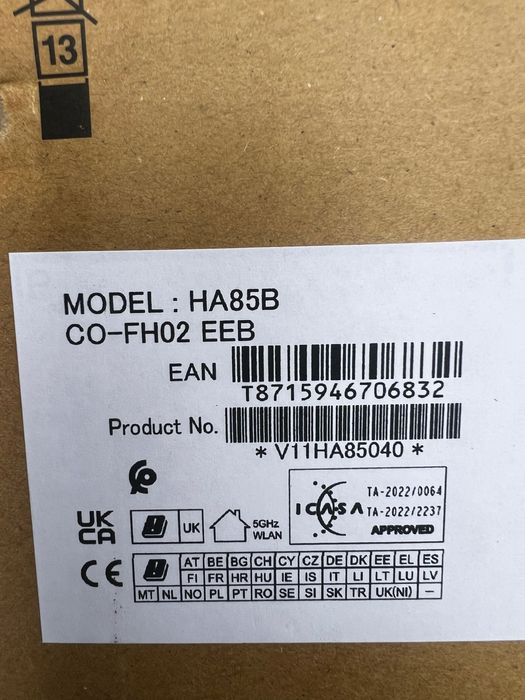 13
MODEL : HA85B
CO-FH02 EEB
EAN
T8715946706832
Product No.
* V11HA85040 *
UK
CA
UK
5GHz
WLAN
ICASA
TA-2022/0064
TA-2022/2237
APPROVED
CE
AT BE BG CH CY CZ DE DK EE EL ES
FI FR HR HU IE IS IT LI LT LU LV
MT NL NO PL PT RO SE SI SK TR UK(NI) –